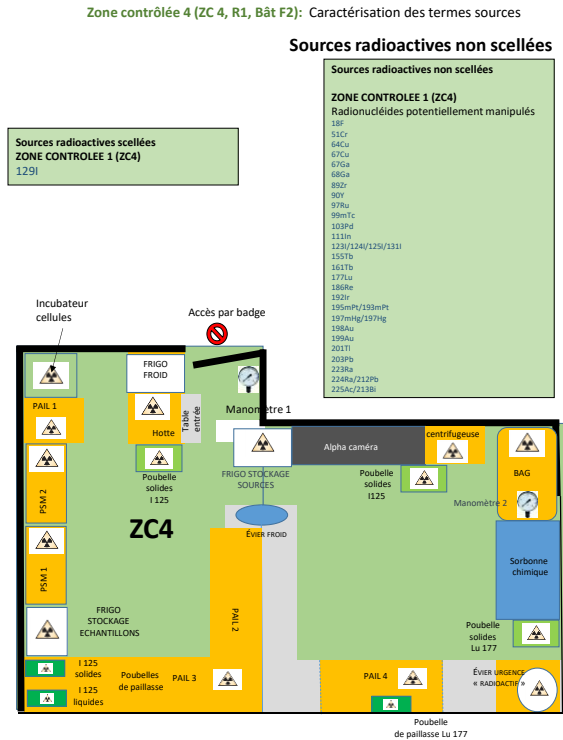 Zone contrôlée 4 (ZC 4, R1, Bât F2): Caractérisation des termes sources
Sources radioactives non scellées
Sources radioactives non scellées
ZONE CONTROLEE 1 (ZC4)
Radionucléides potentiellement manipulés
18F
51Cr
64Cu
67Cu
67Ga
68Ga
89Zr
90Y
97Ru
99mTc
103Pd
111In
123I/124I/125I/131I
155Tb
161Tb
177Lu
186Re
192Ir
195mPt/193mPt
197mHg/197Hg
198Au
199Au
201Tl
203Pb
223Ra
224Ra/212Pb
225Ac/213Bi
Sources radioactives scellées
ZONE CONTROLEE 1 (ZC4)
129I
Incubateur
cellules
Accès par badge
FRIGO
FROID
PAIL 1
Hotte
Table
entrée
Manomètre 1
Alpha caméra
centrifugeuse
BAG
Poubelle
solides
I 125
FRIGO STOCKAGE
SOURCES
Poubelle
solides
I125
Manomètre 2
PSM 2
ZC4
ÉVIER FROID
Sorbonne
chimique
PSM 1
FRIGO
STOCKAGE
ECHANTILLONS
PAIL 2
Poubelle
solides
Lu 177
I 125
solides
Poubelles
de paillasse
PAIL 3
PAIL 4
ÉVIER URGENCE
« RADIOACTIF »
I 125
liquides
Poubelle
de paillasse Lu 177